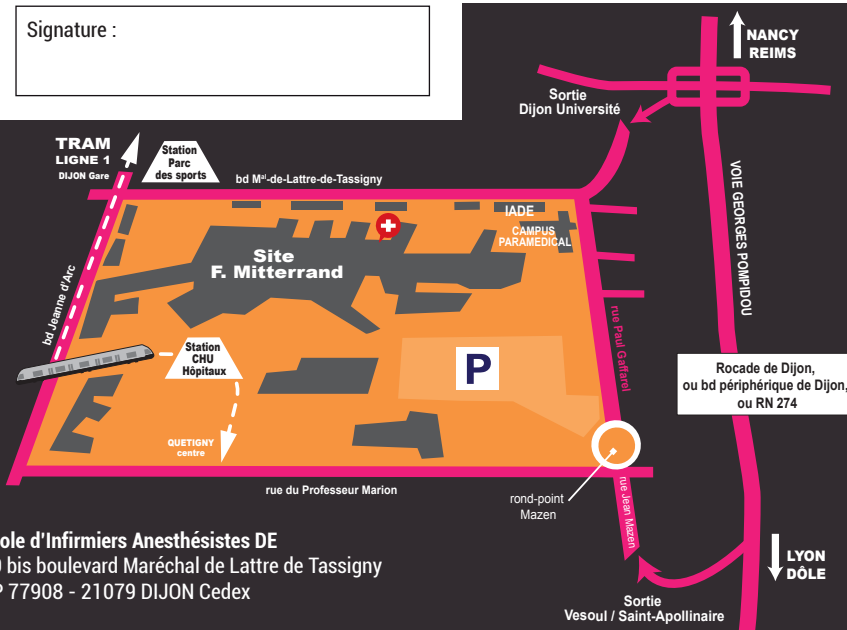 Signature :
NANCY
REIMS
Sortie
Dijon Université
TRAM
LIGNE 1
DIJON Gare
Station
Parc
des sports
bd Mal-de-Lattre-de-Tassigny
IADE
CAMPUS
PARAMEDICAL
Site
F. Mitterrand
VOIE GEORGES POMPIDOU
bd Jeanne d'Arc
rue Paul Gaffarel
Station
CHU
Hôpitaux
P
Rocade de Dijon,
ou bd périphérique de Dijon,
ou RN 274
QUETIGNY
centre
rue du Professeur Marion
rond-point
Mazen
rue Jean Mazen
LYON
DÔLE
Sortie
Vesoul / Saint-Apollinaire
ole d'Infirmiers Anesthésistes DE
bis boulevard Maréchal de Lattre de Tassigny
77908 - 21079 DIJON Cedex